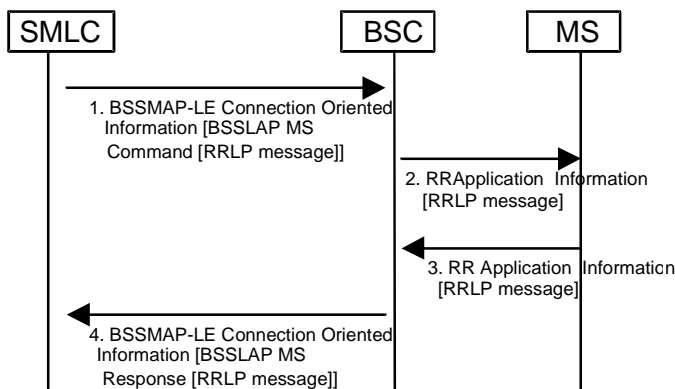 SMLC
BSC
MS
1. BSSMAP-LE Connection Oriented
Information [BSSLAP MS
Command [RRLP message]]
2. RRApplication Information
[RRLP message]
3. RR Application Information
[RRLP message]
4. BSSMAP-LE Connection Oriented
Information [BSSLAP MS
Response [RRLP message]]